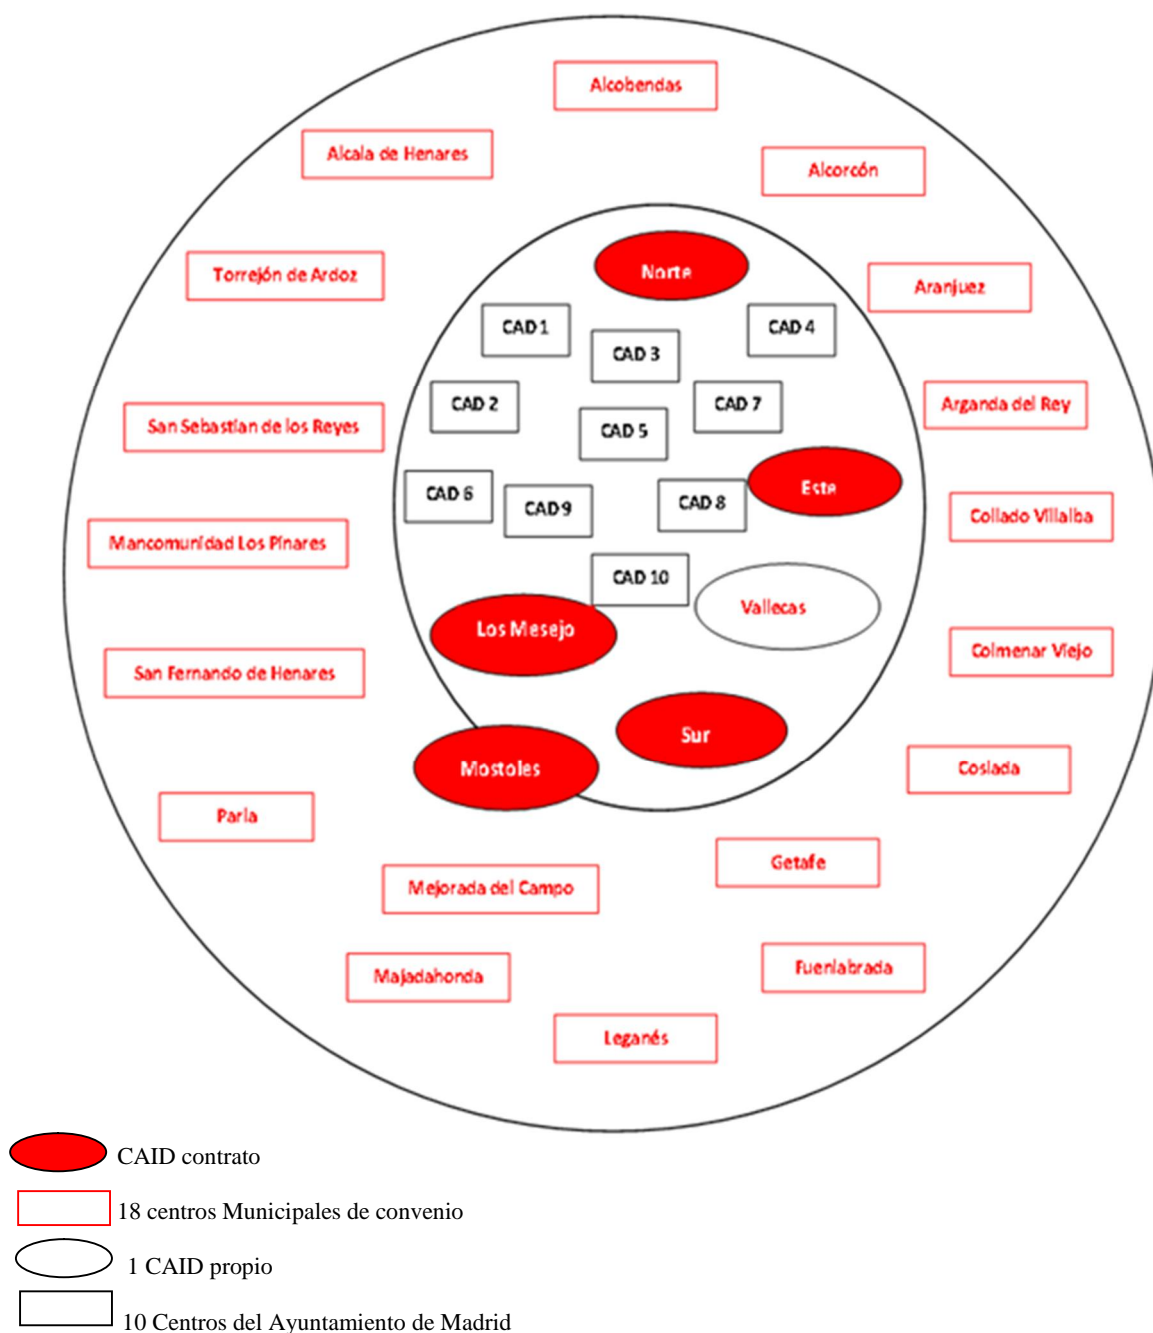 Alcobendas
Alcala de Henares
Alcorcón
Norte
Torrejón de Ardoz
Aranjuez
CAD 1
CAD 3
CAD 4
CAD 2
CAD 7
Arganda del Rey
San Sebastían de los Reyes
CAD 5
CAD 6
CAD 9
CAD 8
Este
Collado Villalba
Mancomunidad Los Pinares
CAD 10
Vallecas
Los Mesejo
Colmenar Viejo
San Fernando de Henares
Sur
Mostoles
Coslada
Parla
Getafe
Mejorada del Campo
Majadahonda
Fuenlabrada
Leganés
CAID contrato
18 centros Municipales de convenio
1 CAID propio
10 Centros del Ayuntamiento de Madrid